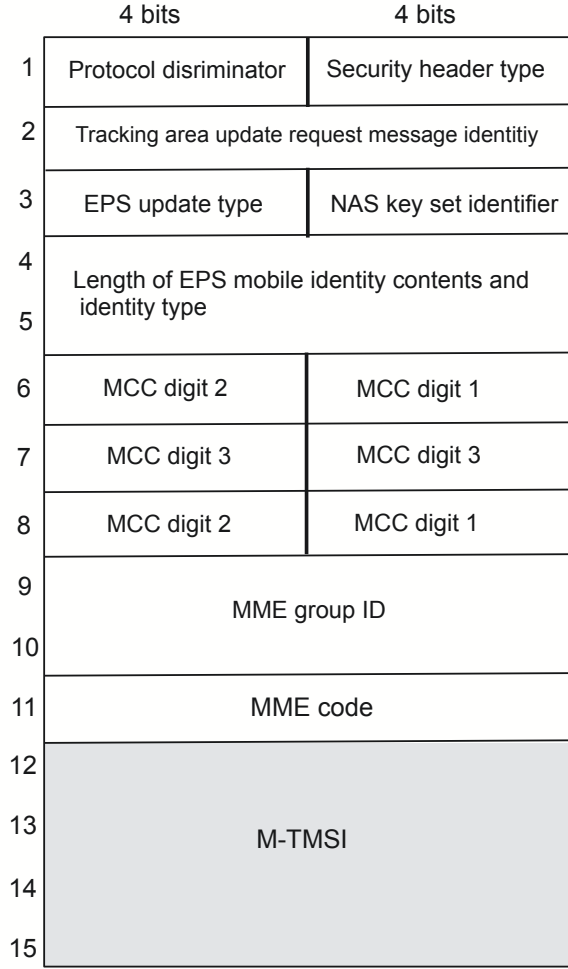 4 bits 4 bits
1 Protocol disriminator Security header type
2 Tracking area update request message identitiy
3 EPS update type NAS key set identifier
4 Length of EPS mobile identity contents and
5 identity type
6 MCC digit 2 MCC digit 1
7 MCC digit 3 MCC digit 3
8 MCC digit 2 MCC digit 1
9
MME group ID
10
11 MME code
12
13 M-TMSI
14
15